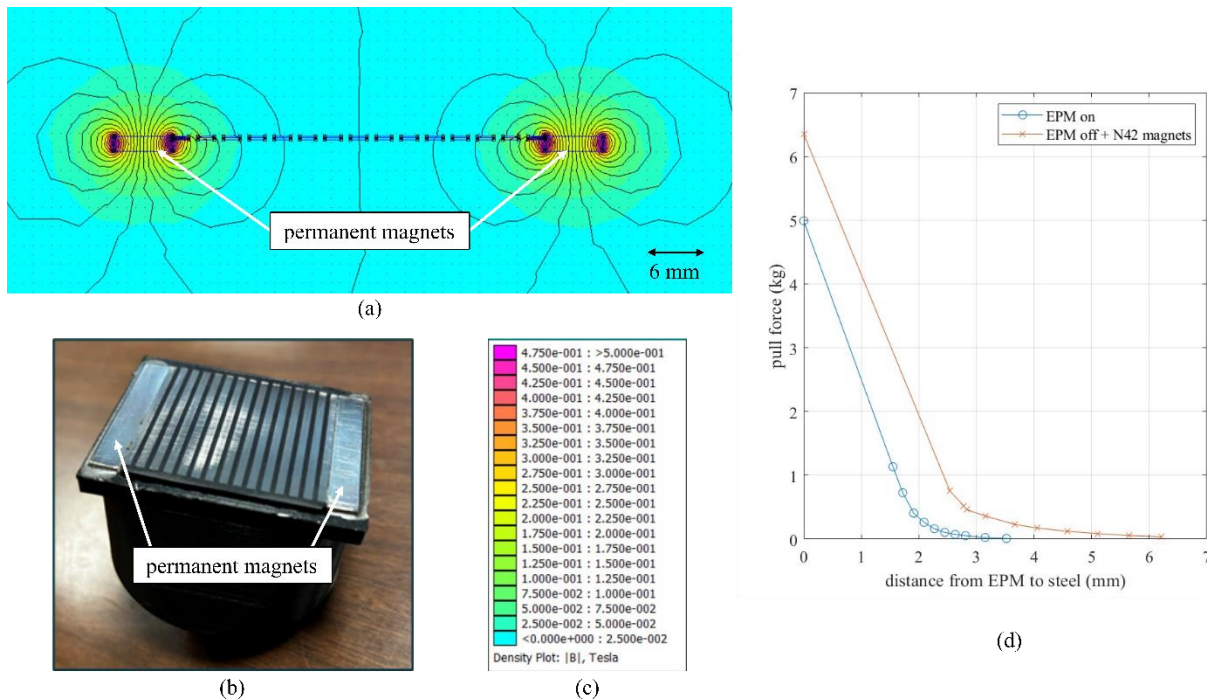 permanent magnets
6 mm
(a)
permanent magnets
(b)
4.750e-001 : >5.000e-001
4.500e-001 : 4.750e-001
4.250e-001 : 4.500e-001
4.000e-001 : 4.250e-001
3.750e-001 : 4.000e-001
3.500e-001 : 3.750e-001
3.250e-001 : 3.500e-001
3.000e-001 : 3.250e-001
2.750e-001 : 3.000e-001
2.500e-001 : 2.750e-001
2.250e-001 : 2.500e-001
2.000e-001 : 2.250e-001
1.750e-001 : 2.000e-001
1.500e-001 : 1.750e-001
1.250e-001 : 1.500e-001
1.000e-001 : 1.250e-001
7.500e-002 : 1.000e-001
5.000e-002 : 7.500e-002
2.500e-002 : 5.000e-002
<0.000e+000 : 2.500e-002
Density Plot: |B|, Tesla
(c)
EPM on
EPM off + N42 magnets
7
6
5
4
3
2
1
0
pull force (kg)
0 1 2 3 4 5 6 7
distance from EPM to steel (mm)
(d)